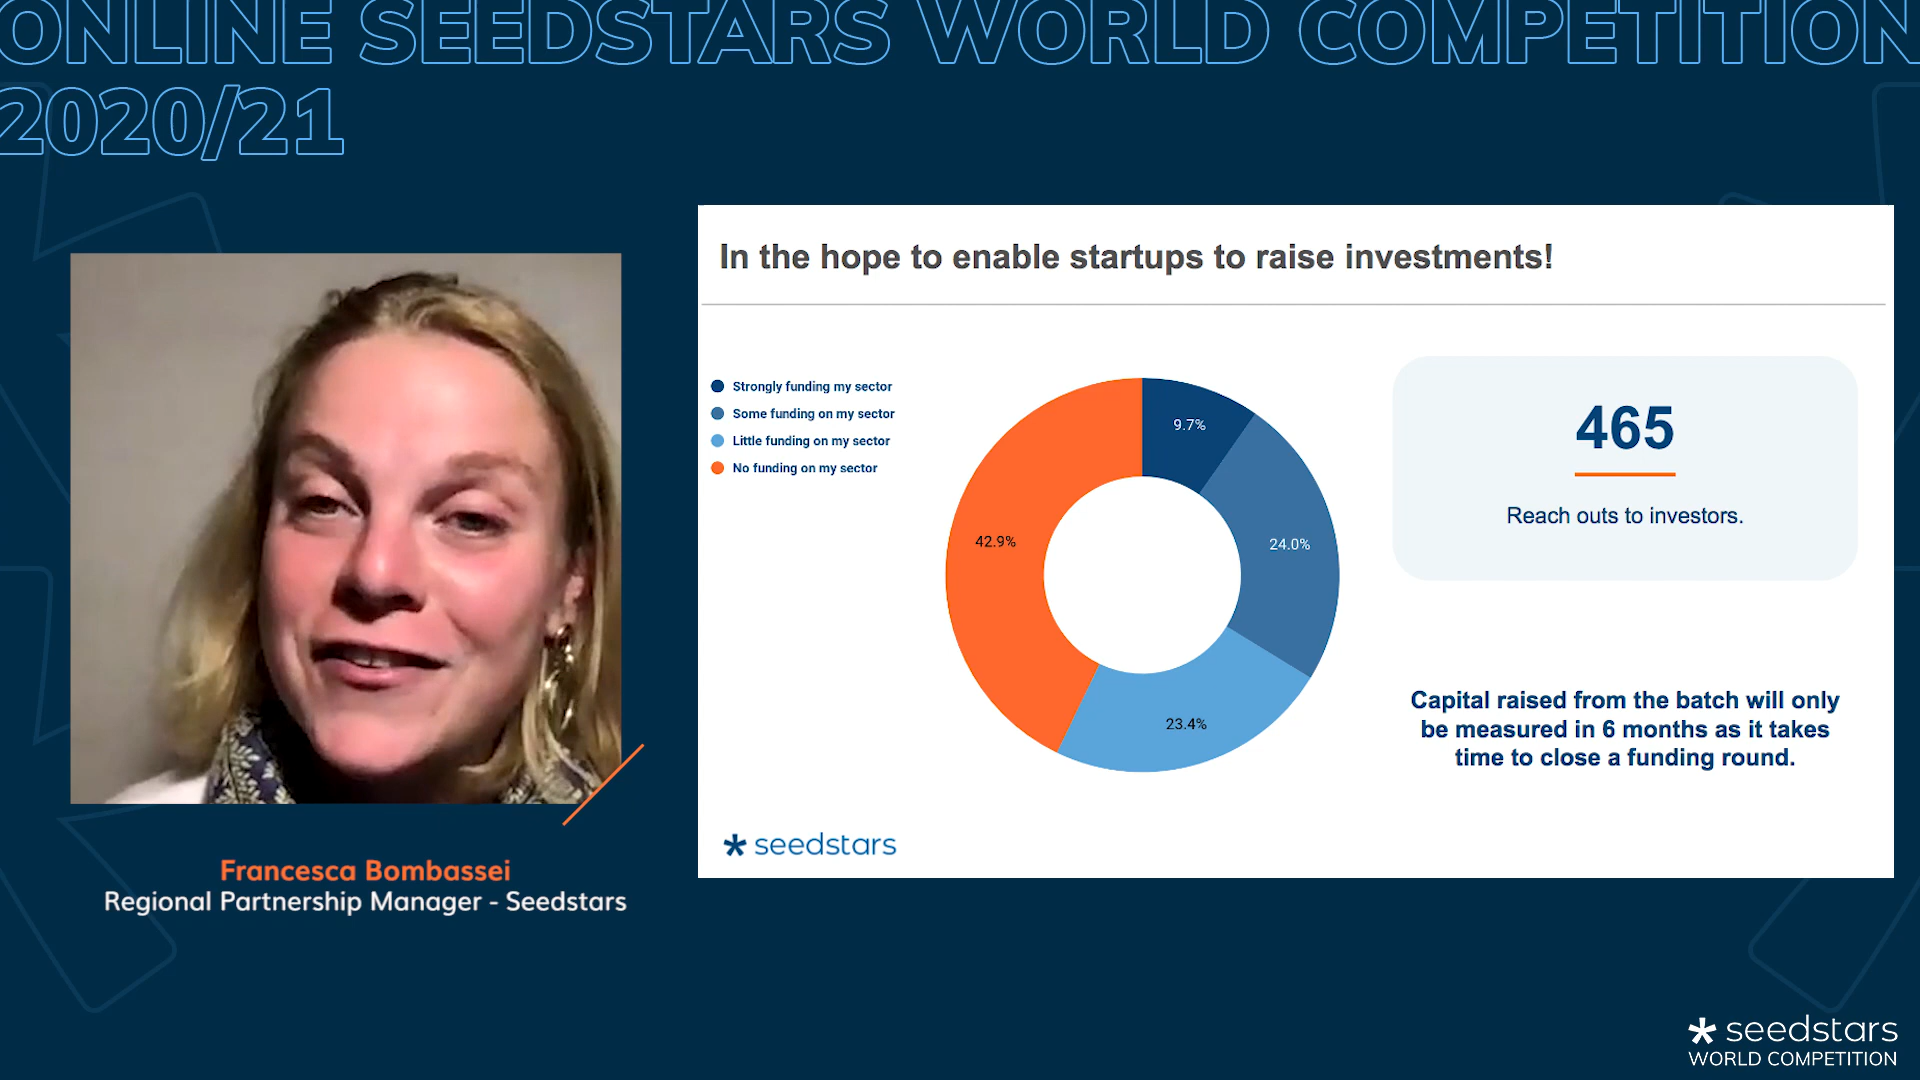 ONLINE SEEDSTARS WORLD COMPETITION
2020/21
In the hope to enable startups to raise investments!
Strongly funding my sector
Some funding on my sector
Little funding on my sector
No funding on my sector
9.7%
24.0%
23.4%
42.9%
465
Reach outs to investors.
Capital raised from the batch will only
be measured in 6 months as it takes
time to close a funding round.
seedstars
Francesca Bombassei
Regional Partnership Manager - Seedstars
seedstars
WORLD COMPETITION